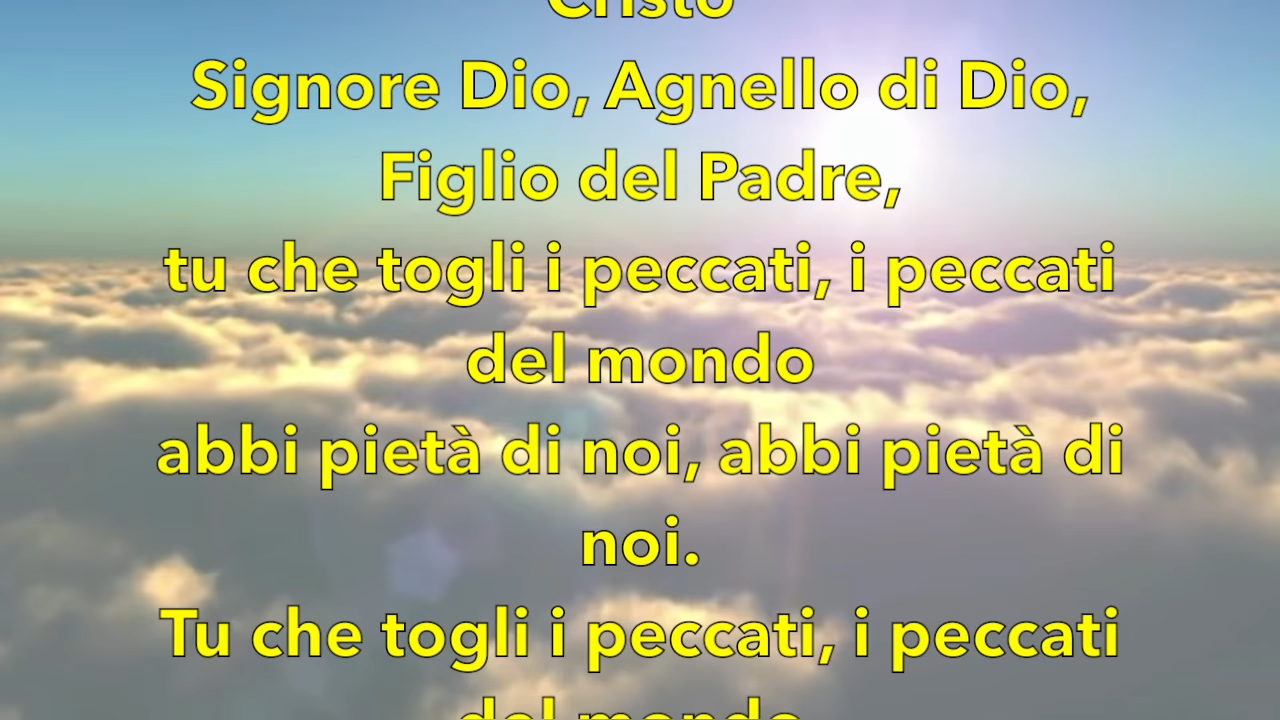 Cristo
Signore Dio, Agnello di Dio,
Figlio del Padre,
tu che togli i peccati, i peccati
del mondo
abbi pietà di noi, abbi pietà di
noi.
Tu che togli i peccati, i peccati
del mondo